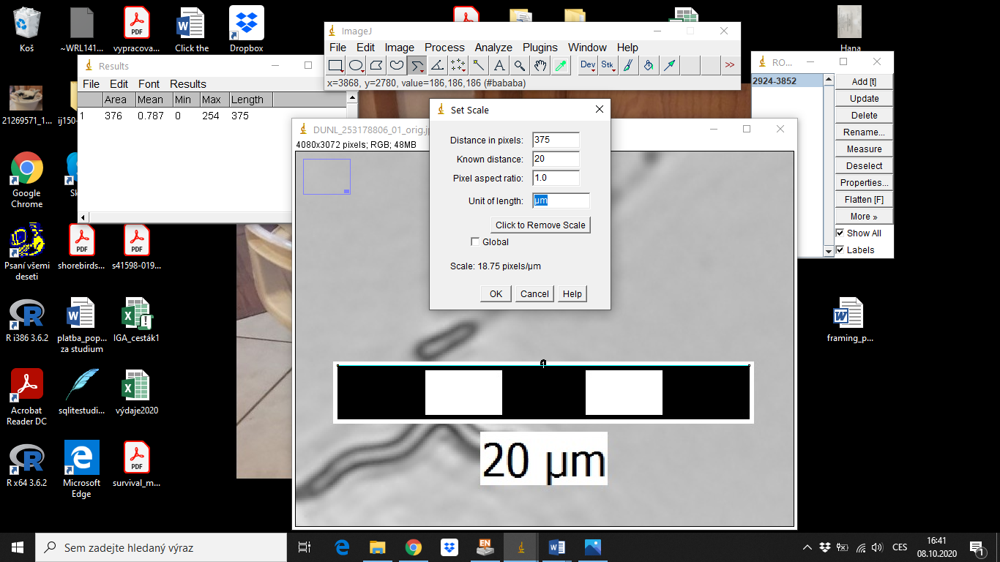 Koš
~WRL141...
vypracova...
Click the
Dropbox
Hana
ImageJ
File Edit Image Process Analyze Plugins Window Help
Dev Stk >>
x=3868, y=2780, value=186,186,186 (#bababa)
Results
File Edit Font Results
Area Mean Min Max Length
1 376 0.787 0 254 375
RO...
2924-3852
Add [t]
Update
Delete
Rename...
Measure
Deselect
Properties...
Flatten [F]
More »
Show All
Labels
21269571_1...
ij150-
Google
Chrome
DUNL_253178806_01_orig.j
4080x3072 pixels; RGB; 48MB
Set Scale
Distance in pixels: 375
Known distance: 20
Pixel aspect ratio: 1.0
Unit of length: µm
Click to Remove Scale
Global
Scale: 18.75 pixels/µm
OK Cancel Help
20 µm
Psaní všemi
deseti
shorebirds...
s41598-019...
R i386 3.6.2
platba_pop...
za studium
IGA_cesták1
framing_p...
Acrobat
Reader DC
sqlitestudi...
výdaje2020
R x64 3.6.2
Microsoft
Edge
survival_m...
Sem zadejte hledaný výraz
EN
CES
16:41
08.10.2020
1